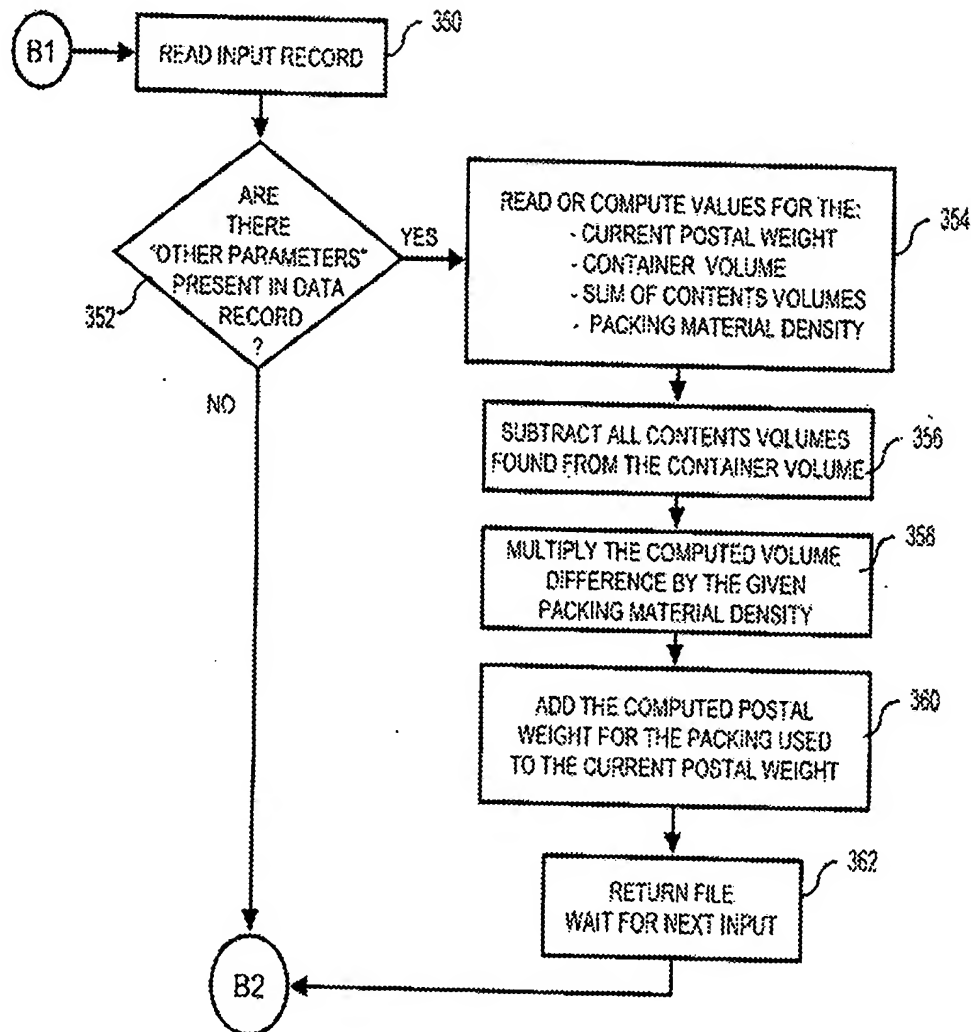 B1
READ INPUT RECORD
350
ARE
THERE
"OTHER PARAMETERS"
PRESENT IN DATA
RECORD
?
352
YES
NO
READ OR COMPUTE VALUES FOR THE:
- CURRENT POSTAL WEIGHT
- CONTAINER VOLUME
- SUM OF CONTENTS VOLUMES
- PACKING MATERIAL DENSITY
354
SUBTRACT ALL CONTENTS VOLUMES
FOUND FROM THE CONTAINER VOLUME
356
MULTIPLY THE COMPUTED VOLUME
DIFFERENCE BY THE GIVEN
PACKING MATERIAL DENSITY
358
ADD THE COMPUTED POSTAL
WEIGHT FOR THE PACKING USED
TO THE CURRENT POSTAL WEIGHT
360
RETURN FILE
WAIT FOR NEXT INPUT
362
B2